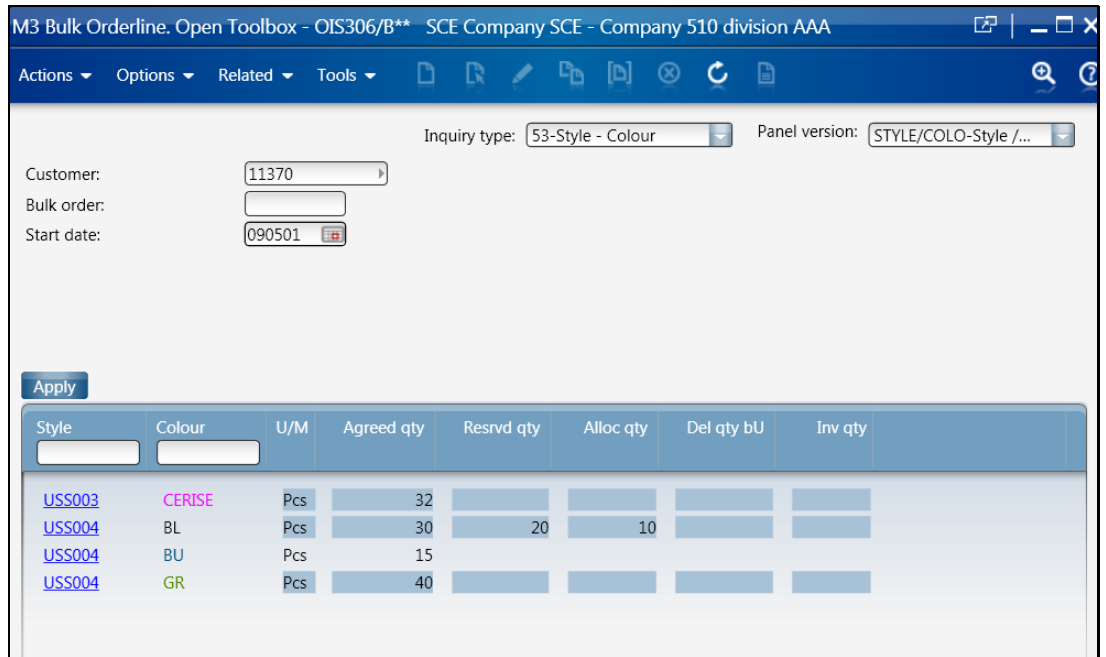 M3 Bulk Orderline. Open Toolbox - OIS306/B** SCE Company SCE - Company 510 division AAA
Actions Options Related Tools
Inquiry type: 53-Style - Colour Panel version: STYLE/COLO-Style /...
Customer: 11370
Bulk order:
Start date: 090501
Apply
Style Colour U/M Agreed qty Resrvd qty Alloc qty Del qty bU Inv qty
USS003 CERISE Pcs 32
USS004 BL Pcs 30 20 10
USS004 BU Pcs 15
USS004 GR Pcs 40